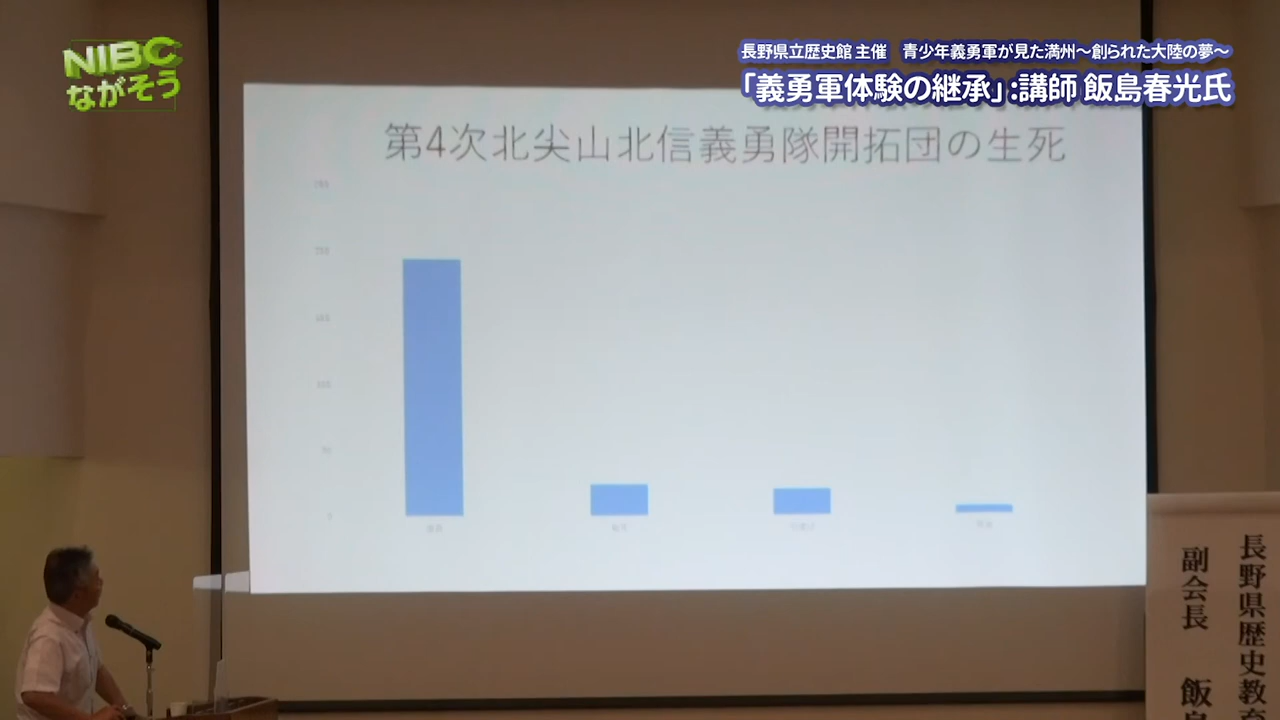 NIBC
ながそう
長野県立歴史館 主催　青少年義勇軍が見た満州〜創られた大陸の夢〜
「義勇軍体験の継承」:講師 飯島春光氏
第4次北尖山北信義勇隊開拓団の生死
長野県歴史教育
副会長　飯島